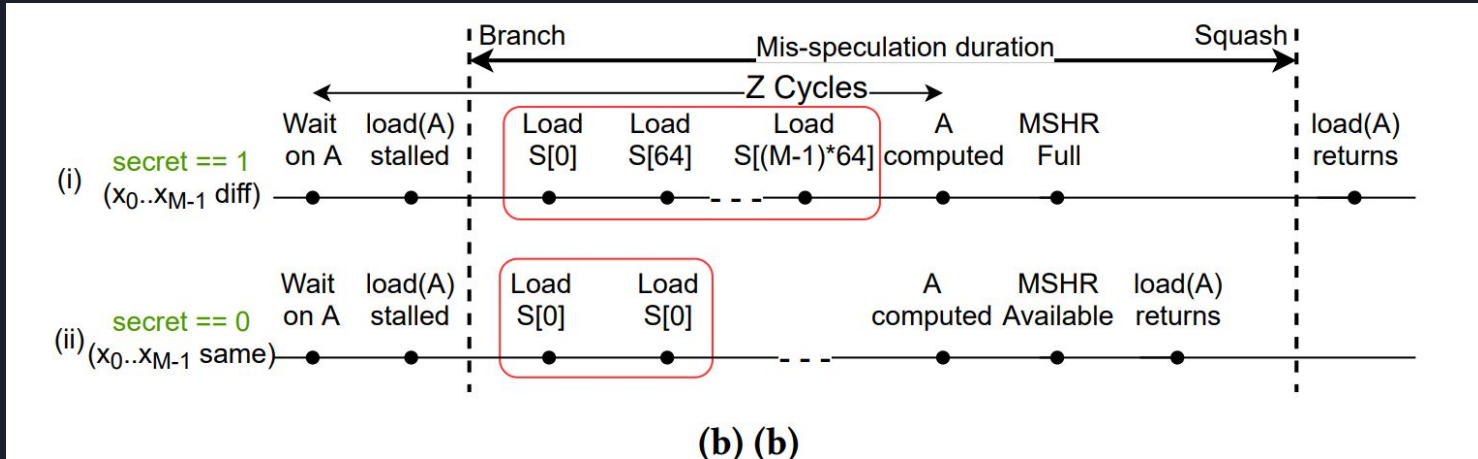 Branch
Mis-speculation duration
Squash
Z Cycles
(i)
secret == 1
(x0..xM-1 diff)
Wait
on A
load(A)
stalled
Load
S[0]
Load
S[64]
- - -
Load
S[(M-1)*64]
A
computed
MSHR
Full
load(A)
returns
(ii)
secret == 0
(x0..xM-1 same)
Wait
on A
load(A)
stalled
Load
S[0]
Load
S[0]
- - -
A
computed
MSHR
Available
load(A)
returns
(b) (b)